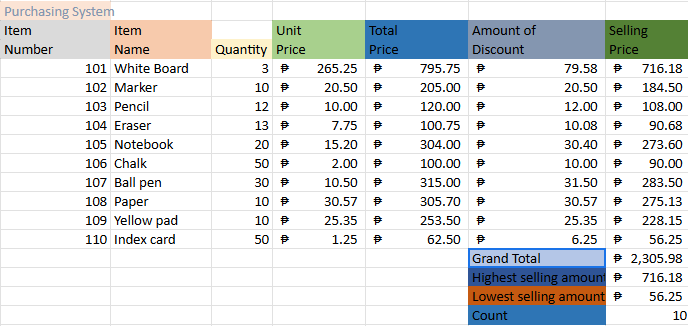 Purchasing System
Item Number Item Name Quantity Unit Price Total Price Amount of Discount Selling Price
101 White Board 3 ₱ 265.25 ₱ 795.75 ₱ 79.58 ₱ 716.18
102 Marker 10 ₱ 20.50 ₱ 205.00 ₱ 20.50 ₱ 184.50
103 Pencil 12 ₱ 10.00 ₱ 120.00 ₱ 12.00 ₱ 108.00
104 Eraser 13 ₱ 7.75 ₱ 100.75 ₱ 10.08 ₱ 90.68
105 Notebook 20 ₱ 15.20 ₱ 304.00 ₱ 30.40 ₱ 273.60
106 Chalk 50 ₱ 2.00 ₱ 100.00 ₱ 10.00 ₱ 90.00
107 Ball pen 30 ₱ 10.50 ₱ 315.00 ₱ 31.50 ₱ 283.50
108 Paper 10 ₱ 30.57 ₱ 305.70 ₱ 30.57 ₱ 275.13
109 Yellow pad 10 ₱ 25.35 ₱ 253.50 ₱ 25.35 ₱ 228.15
110 Index card 50 ₱ 1.25 ₱ 62.50 ₱ 6.25 ₱ 56.25
Grand Total ₱ 2,305.98
Highest selling amount ₱ 716.18
Lowest selling amount ₱ 56.25
Count 10